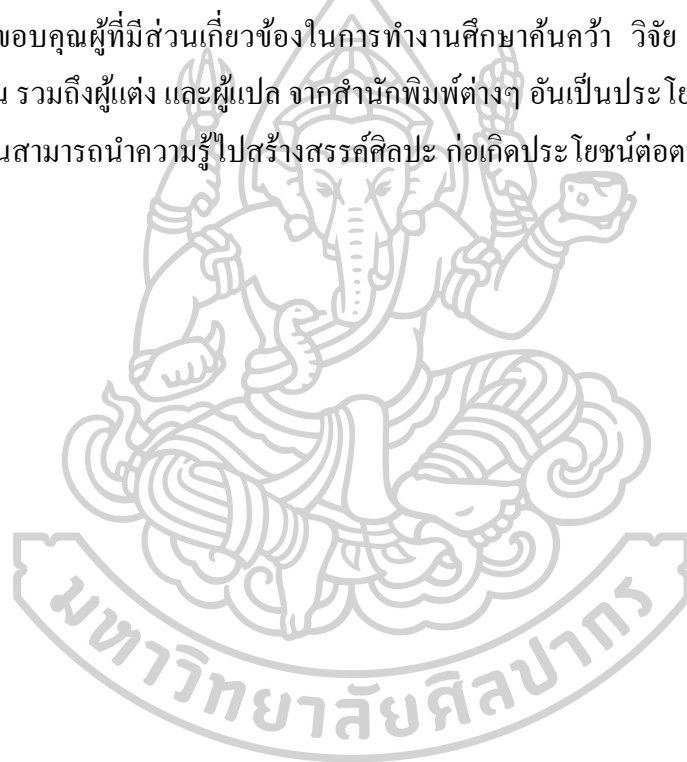 ขอบคุณผู้ที่มีส่วนเกี่ยวข้องในการทำงานศึกษาค้นคว้า วิจัย
น รวมถึงผู้แต่ง และผู้แปล จากสำนักพิมพ์ต่างๆ อันเป็นประโย
นสามารถนำความรู้ไปสร้างสรรค์ศิลปะ ก่อเกิดประโยชน์ต่อต
มหาวิทยาลัยศิลปากร